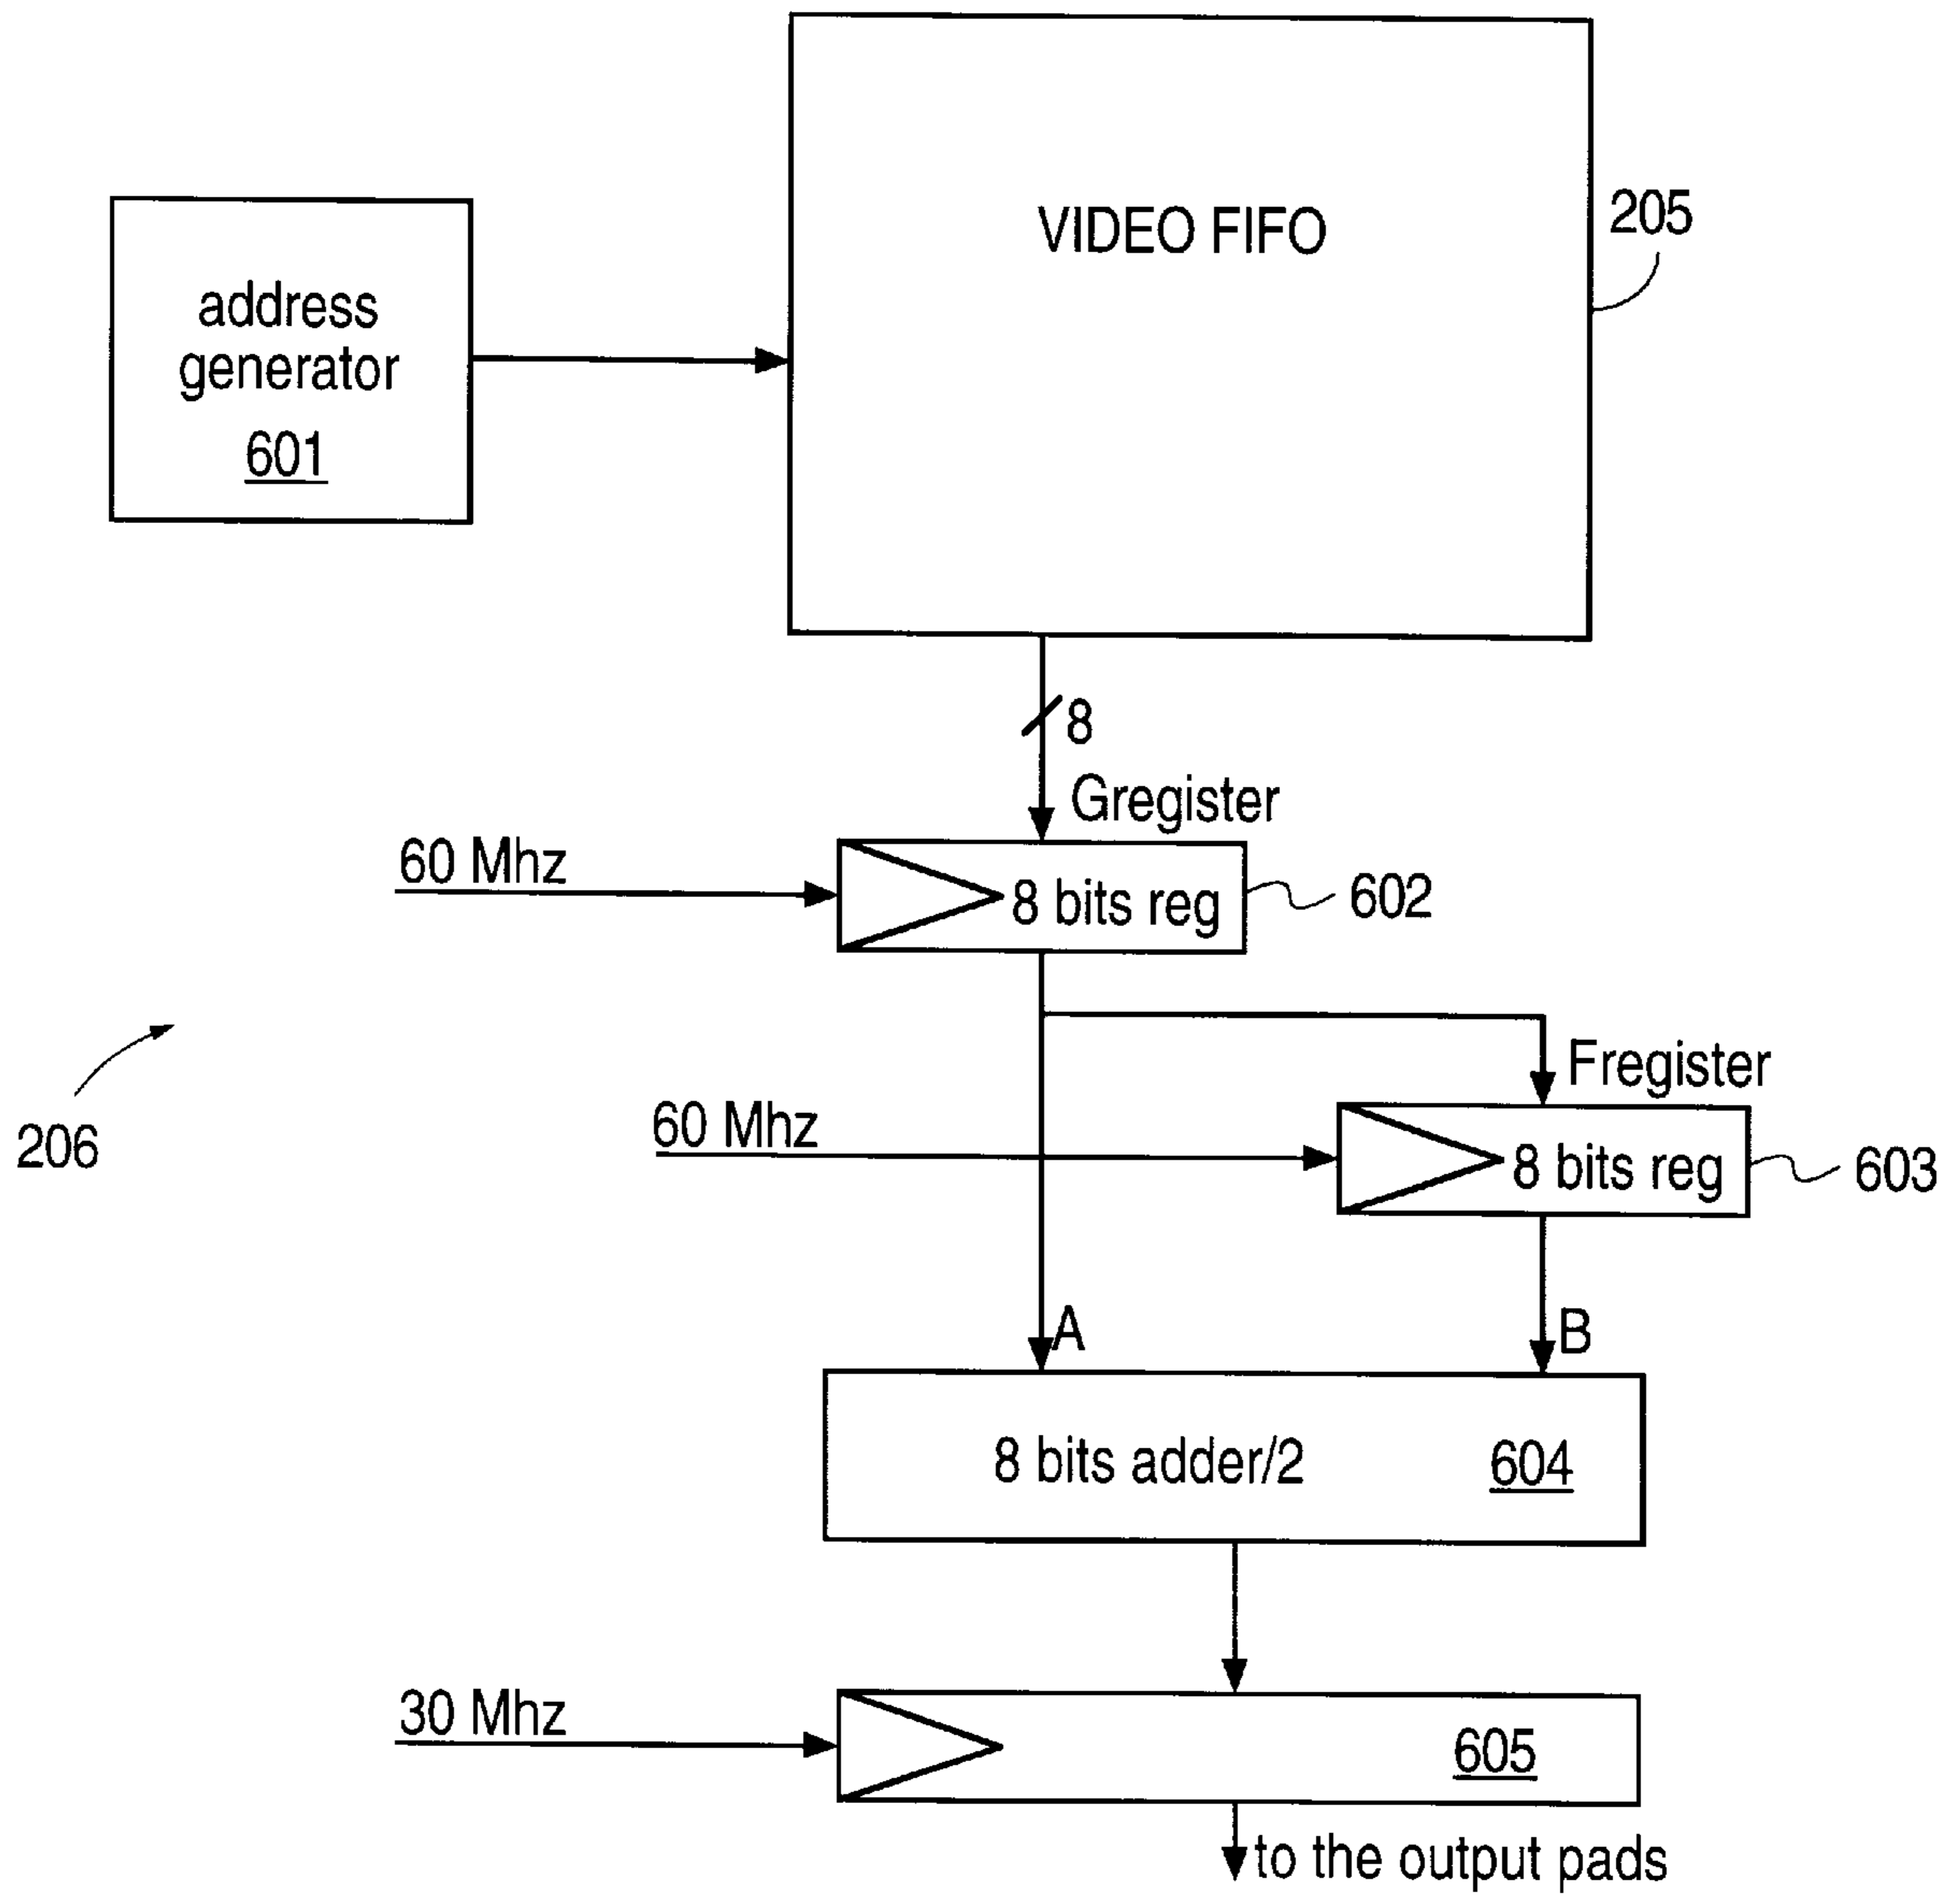 VIDEO FIFO
205
address
generator
601
8
Gregister
60 Mhz
8 bits reg
602
Fregister
60 Mhz
8 bits reg
603
206
A
B
8 bits adder/2
604
30 Mhz
605
to the output pads